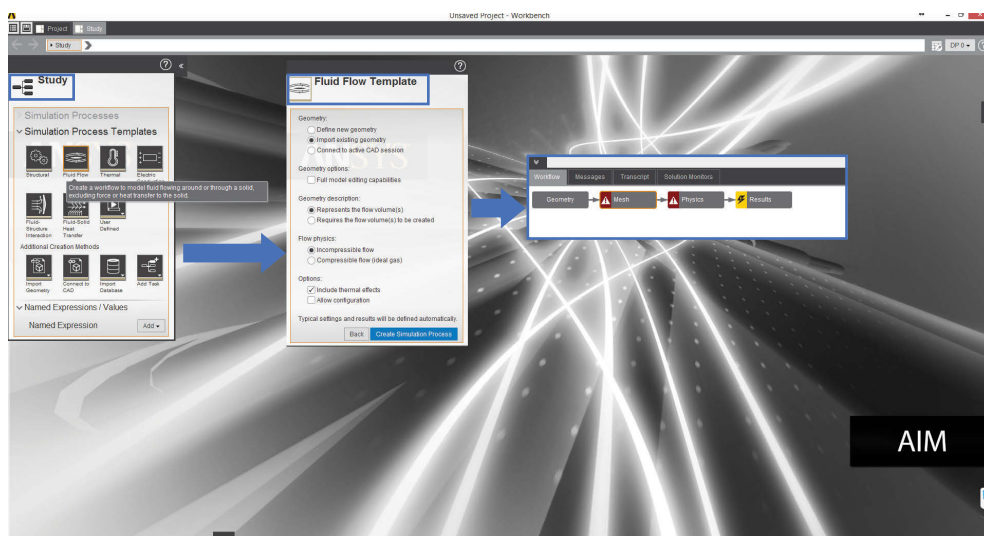 Unsaved Project - Workbench
Project
Study
Study
DP 0
Study
Simulation Processes
Simulation Process Templates
Structural
Fluid Flow
Thermal
Electric
Create a workflow to model fluid flowing around or through a solid,
excluding force or heat transfer to the solid.
Fluid-Structure Interaction
Fluid-Solid Heat Transfer
User Defined
Additional Creation Methods
Import Geometry
Connect to CAD
Import Database
Add Task
Named Expressions / Values
Named Expression
Add
Fluid Flow Template
Geometry:
Define new geometry
Import existing geometry
Connect to active CAD session
Geometry options:
Full model editing capabilities
Geometry description:
Represents the flow volume(s)
Requires the flow volume(s) to be created
Flow physics:
Incompressible flow
Compressible flow (ideal gas)
Options:
Include thermal effects
Allow configuration
Typical settings and results will be defined automatically.
Back
Create Simulation Process
Workflow
Messages
Transcript
Solution Monitors
Geometry
Mesh
Physics
Results
AIM